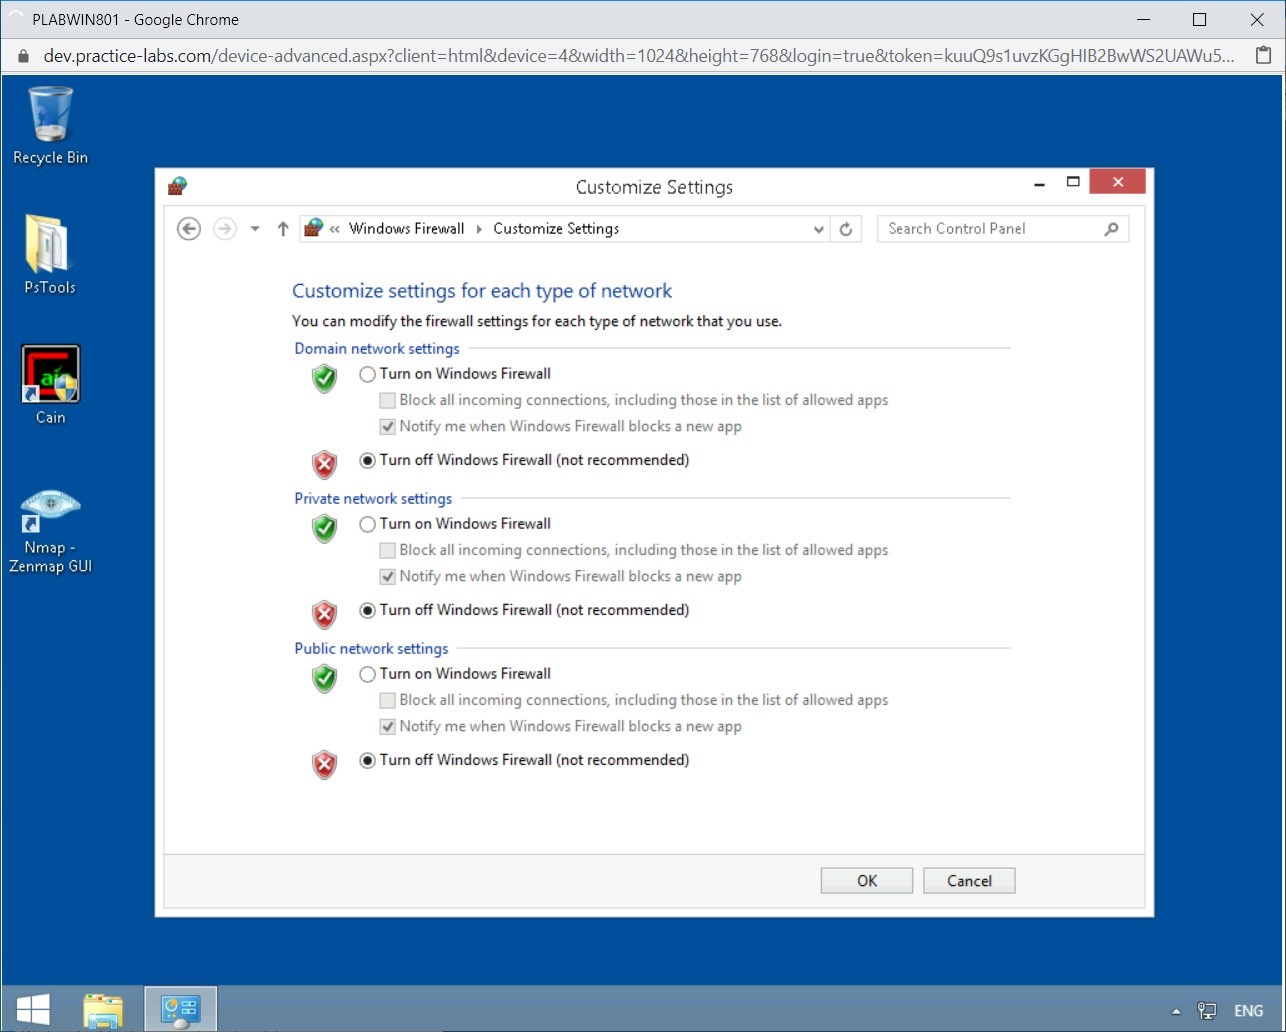 PLABWIN801 - Google Chrome
dev.practice-labs.com/device-advanced.aspx?client=html&device=4&width=1024&height=768&login=true&token=kuuQ9s1uvzKGgHIB2BwWS2UAWu5...
Recycle Bin
Customize Settings
« Windows Firewall Customize Settings
Search Control Panel
PsTools
Customize settings for each type of network
You can modify the firewall settings for each type of network that you use.
Domain network settings
Turn on Windows Firewall
Block all incoming connections, including those in the list of allowed apps
Notify me when Windows Firewall blocks a new app
Turn off Windows Firewall (not recommended)
Cain
Private network settings
Turn on Windows Firewall
Block all incoming connections, including those in the list of allowed apps
Notify me when Windows Firewall blocks a new app
Turn off Windows Firewall (not recommended)
Nmap -
Zenmap GUI
Public network settings
Turn on Windows Firewall
Block all incoming connections, including those in the list of allowed apps
Notify me when Windows Firewall blocks a new app
Turn off Windows Firewall (not recommended)
OK
Cancel
ENG